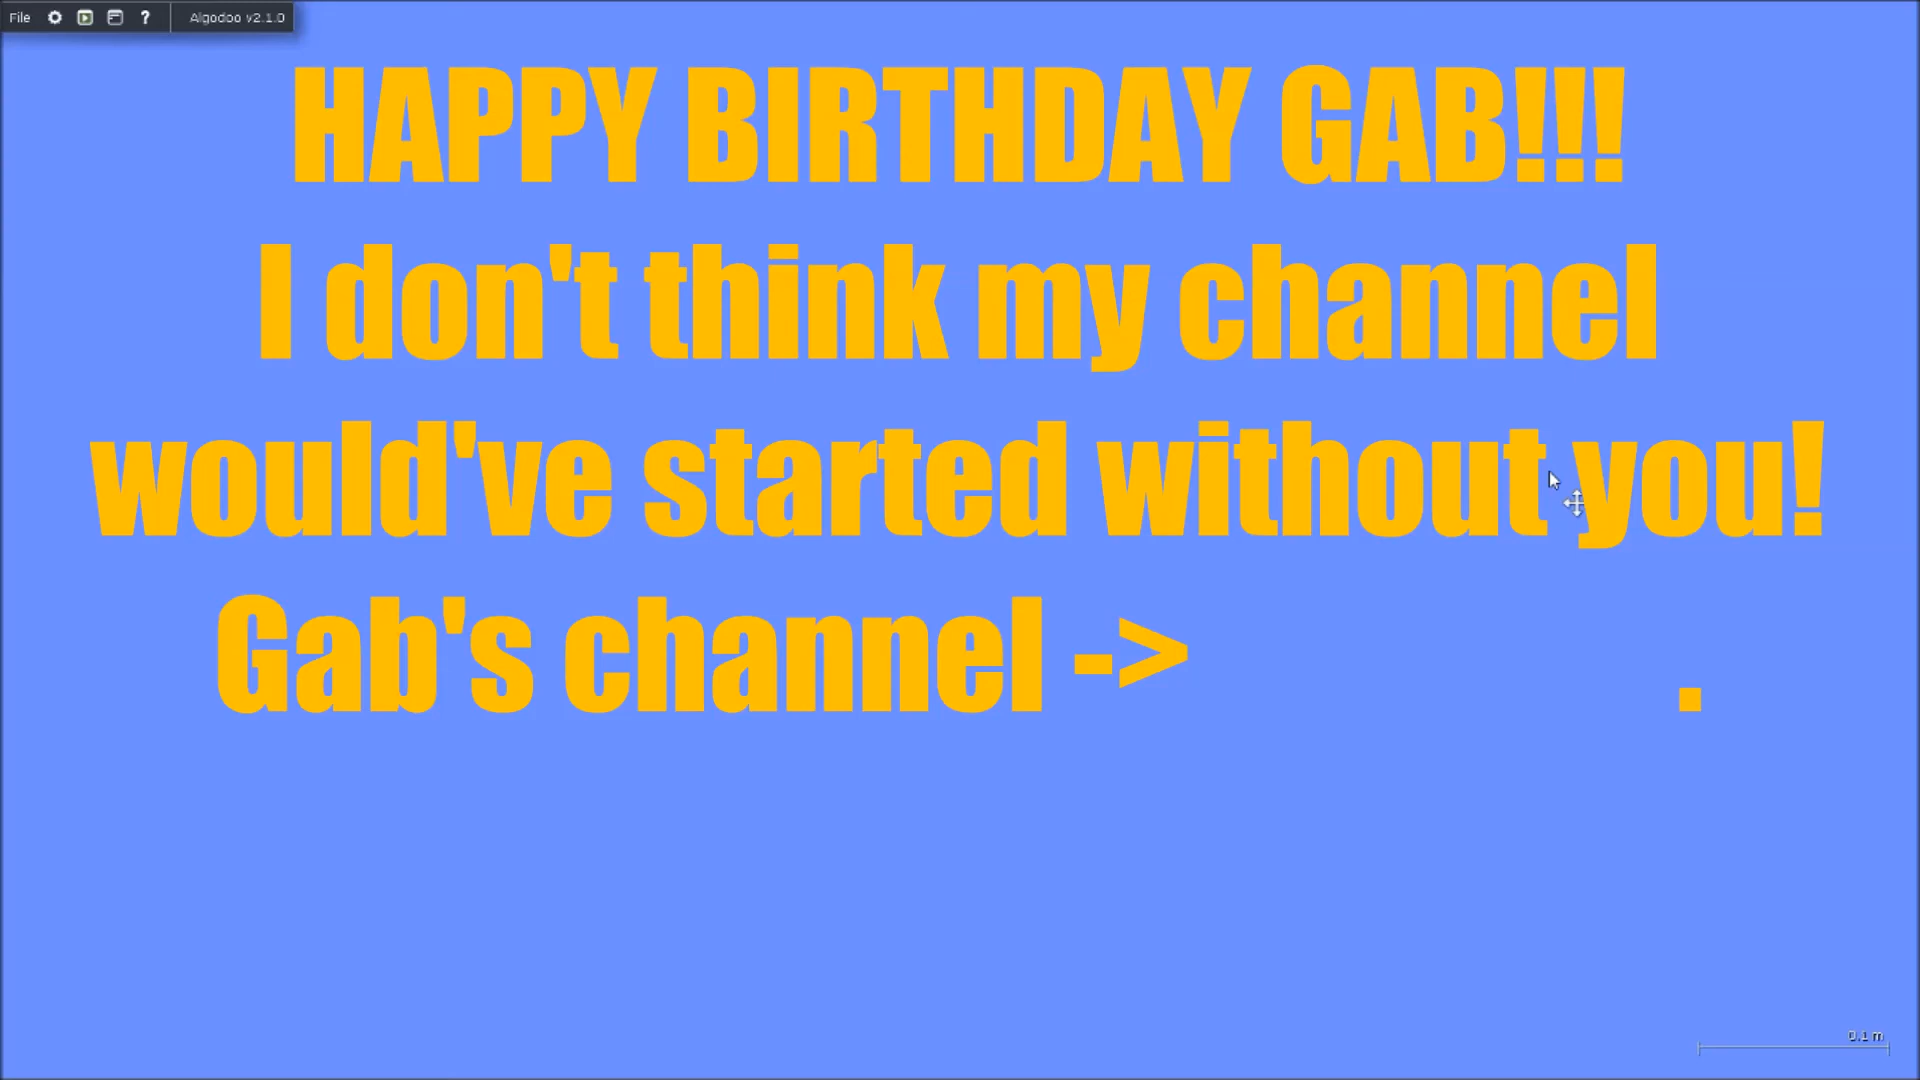 File ? Algodoo v2.1.0
HAPPY BIRTHDAY GAB!!!
I don't think my channel
would've started without you!
Gab's channel -> .
0.1 m